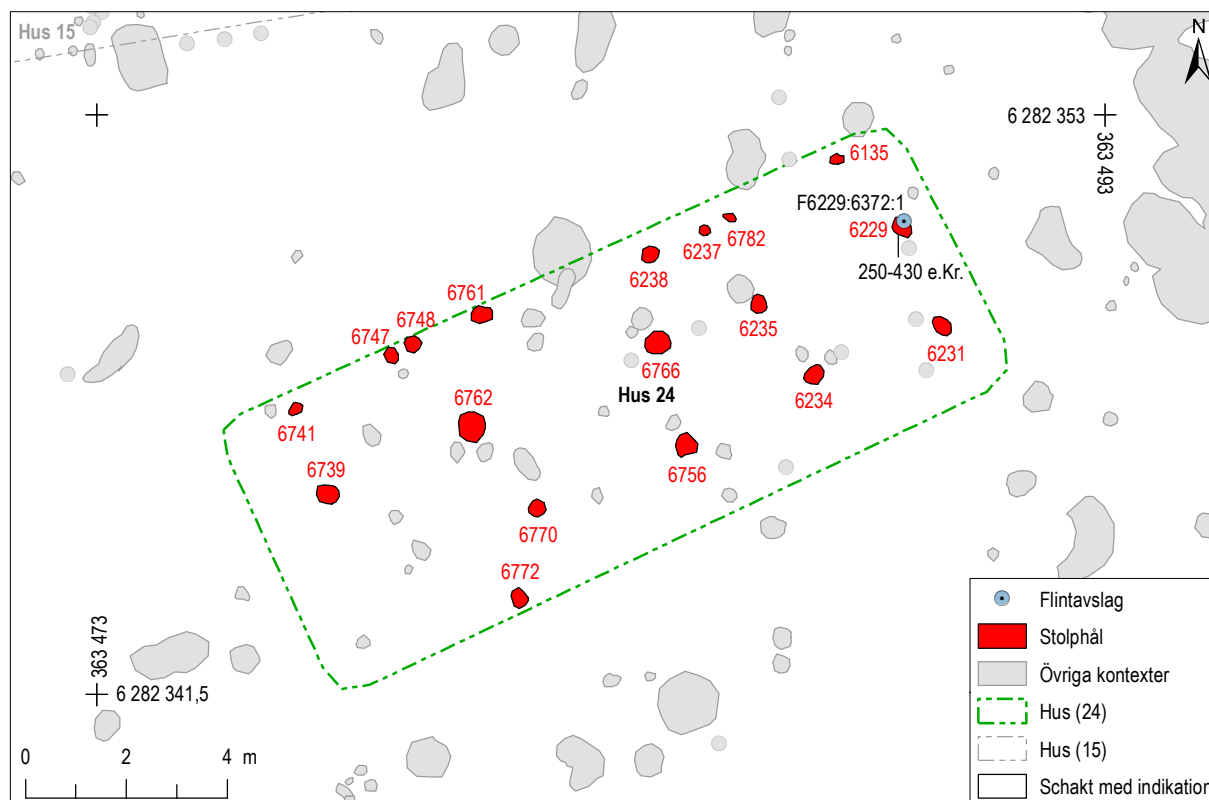 Hus 15
N
6 282 353
363 493
6135
F6229:6372:1
6229
250-430 e.Kr.
6782
6237
6238
6761
6748
6747
6235
6231
6766
Hus 24
6234
6762
6741
6739
6756
6770
6772
363 473
6 282 341,5
0 2 4 m
Flintavslag
Stolphål
Övriga kontexter
Hus (24)
Hus (15)
Schakt med indikation